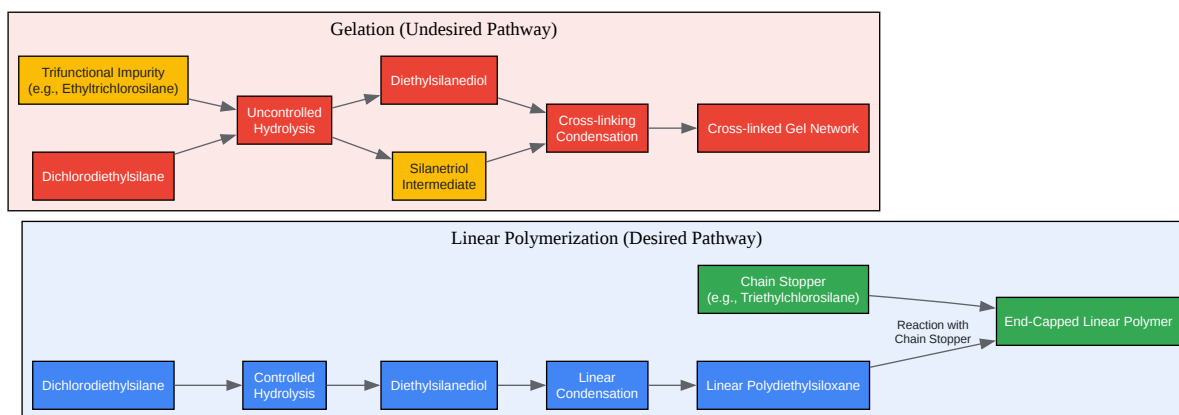 Gelation (Undesired Pathway)
Trifunctional Impurity
(e.g., Ethyltrichlorosilane)
Dichlorodiethylsilane
Uncontrolled
Hydrolysis
Diethylsilanediol
Silanetriol
Intermediate
Cross-linking
Condensation
Cross-linked Gel Network
Linear Polymerization (Desired Pathway)
Chain Stopper
(e.g., Triethylchlorosilane)
Dichlorodiethylsilane
Controlled
Hydrolysis
Diethylsilanediol
Linear
Condensation
Linear Polydiethylsiloxane
Reaction with
Chain Stopper
End-Capped Linear Polymer